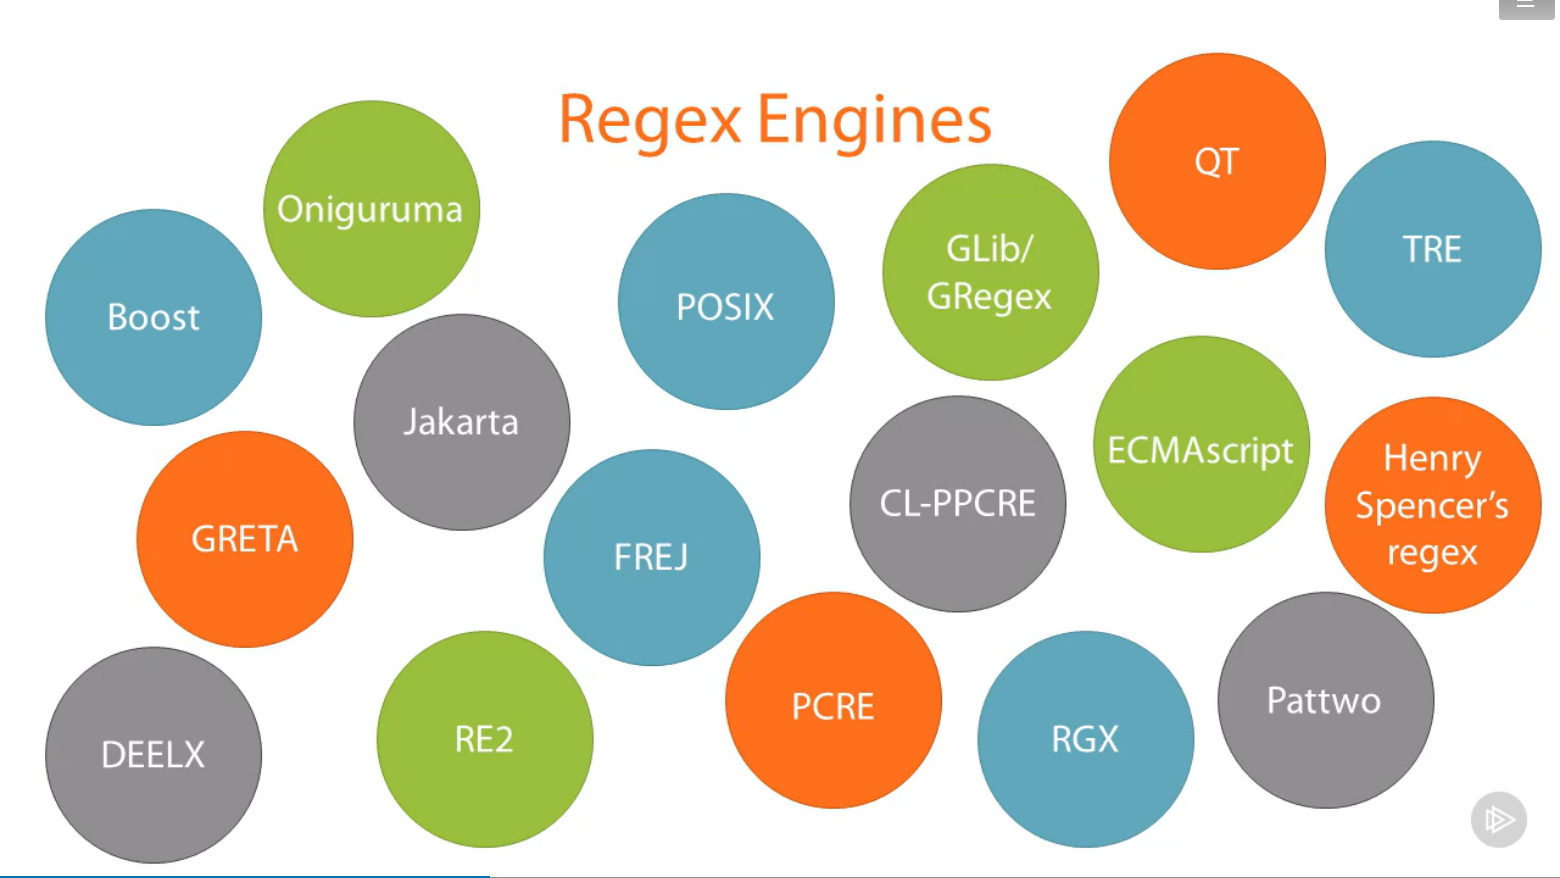 Regex Engines
QT
Oniguruma
GLib/
GRegex
TRE
Boost
POSIX
Jakarta
ECMAscript
Henry
Spencer's
regex
CL-PPCRE
GRETA
FREJ
DEELX
RE2
PCRE
RGX
Pattwo